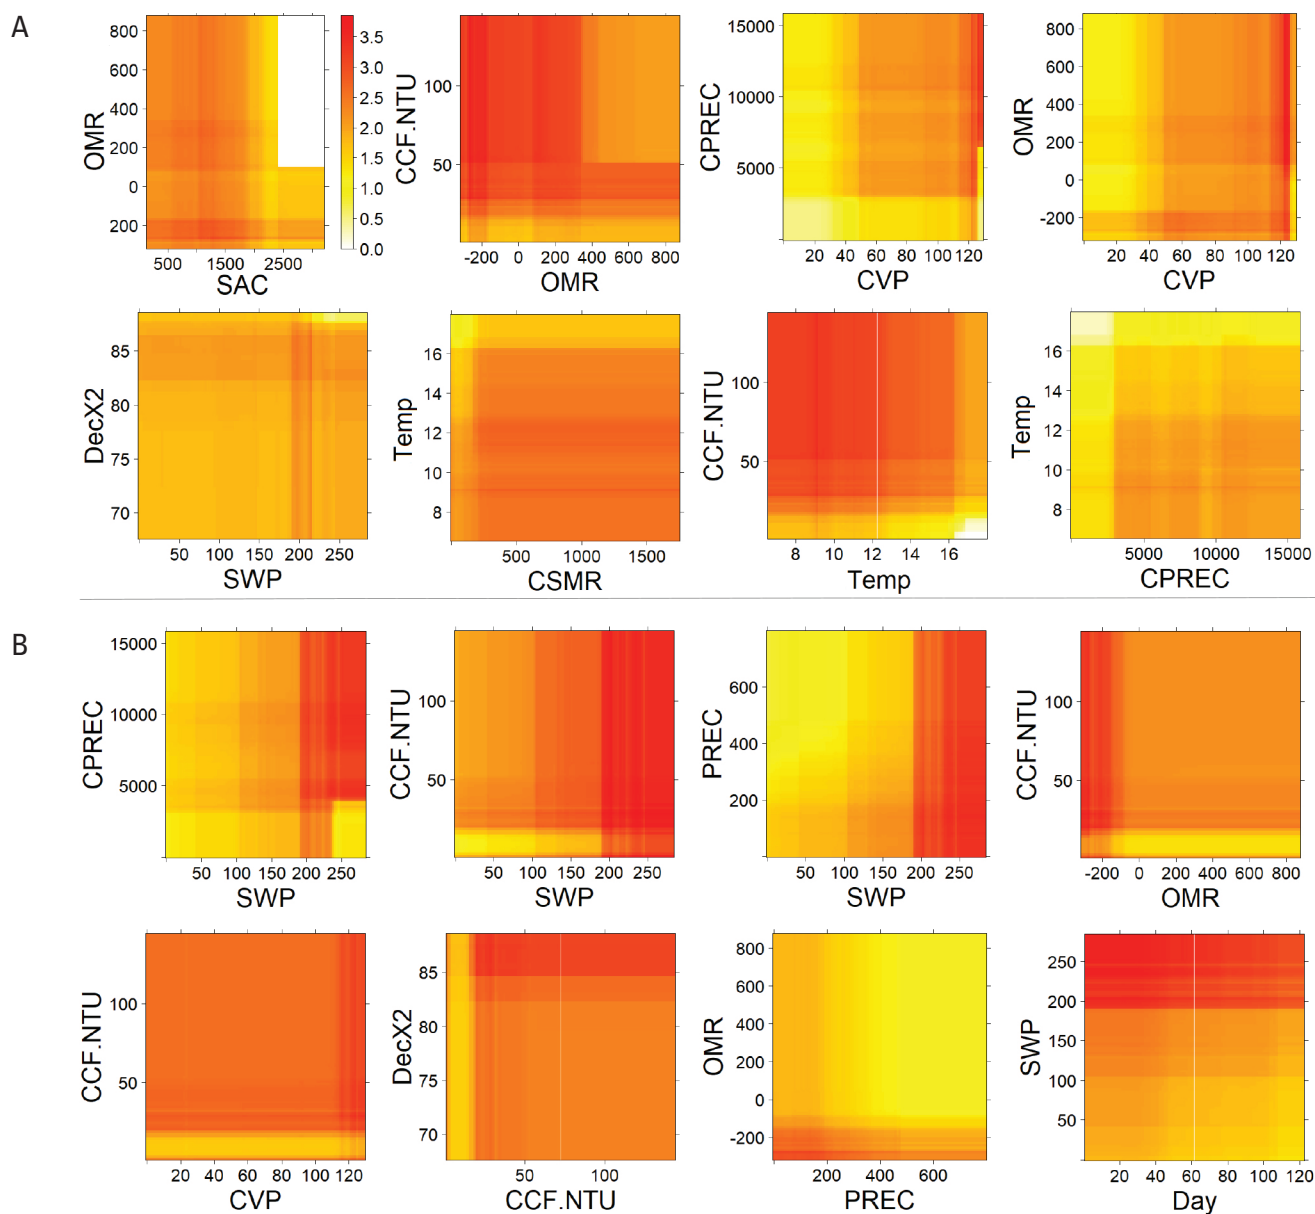 A
OMR
800
600
400
200
0
200
500 1500 2500
SAC
3.5
3.0
2.5
2.0
1.5
1.0
0.5
0.0
CCF.NTU
100
50
-200 0 200 400 600 800
OMR
CPREC
15000
10000
5000
20 40 60 80 100 120
CVP
OMR
800
600
400
200
0
-200
20 40 60 80 100 120
CVP
DecX2
85
80
75
70
50 100 150 200 250
SWP
Temp
16
14
12
10
8
500 1000 1500
CSMR
CCF.NTU
100
50
8 10 12 14 16
Temp
Temp
16
14
12
10
8
5000 10000 15000
CPREC
B
CPREC
15000
10000
5000
50 100 150 200 250
SWP
CCF.NTU
100
50
50 100 150 200 250
SWP
PREC
600
400
200
50 100 150 200 250
SWP
CCF.NTU
100
50
-200 0 200 400 600 800
OMR
CCF.NTU
100
50
20 40 60 80 100 120
CVP
DecX2
85
80
75
70
50 100
CCF.NTU
OMR
800
600
400
200
0
-200
200 400 600
PREC
SWP
250
200
150
100
50
20 40 60 80 100 120
Day